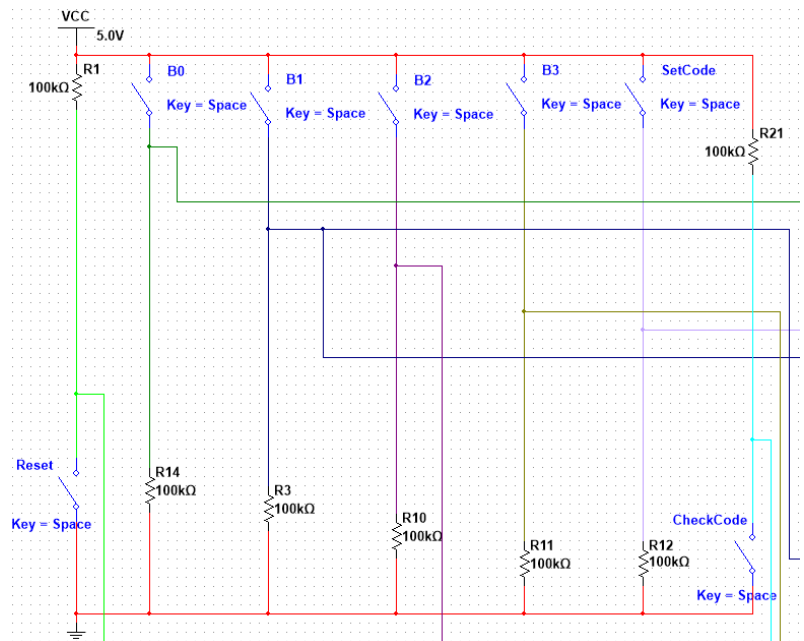 VCC
5.0V
R1
100kΩ
B0
Key = Space
B1
Key = Space
B2
Key = Space
B3
Key = Space
SetCode
Key = Space
R21
100kΩ
Reset
Key = Space
R14
100kΩ
R3
100kΩ
R10
100kΩ
R11
100kΩ
R12
100kΩ
CheckCode
Key = Space